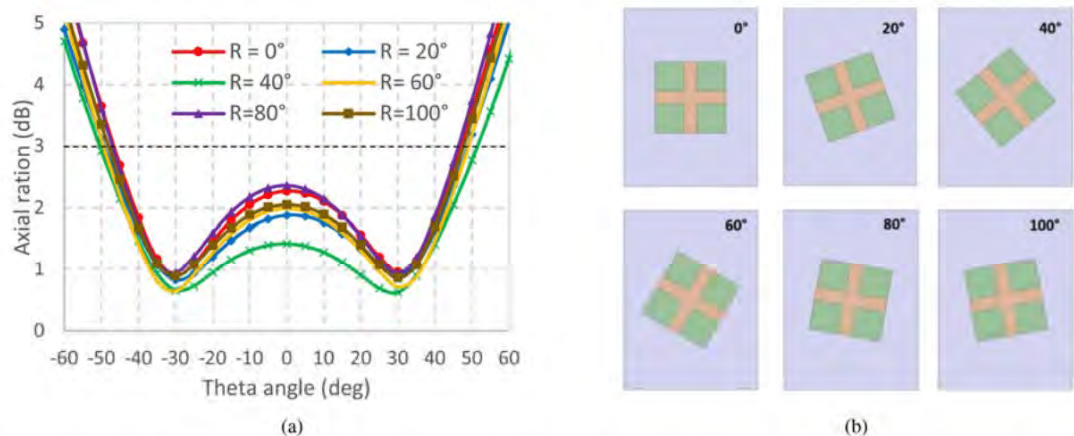 5
4
3
2
1
0
Axial ration (dB)
R = 0° R = 20°
R= 40° R= 60°
R=80° R=100°
-60 -50 -40 -30 -20 -10 0 10 20 30 40 50 60
Theta angle (deg)
(a)
0° 20° 40°
60° 80° 100°
(b)